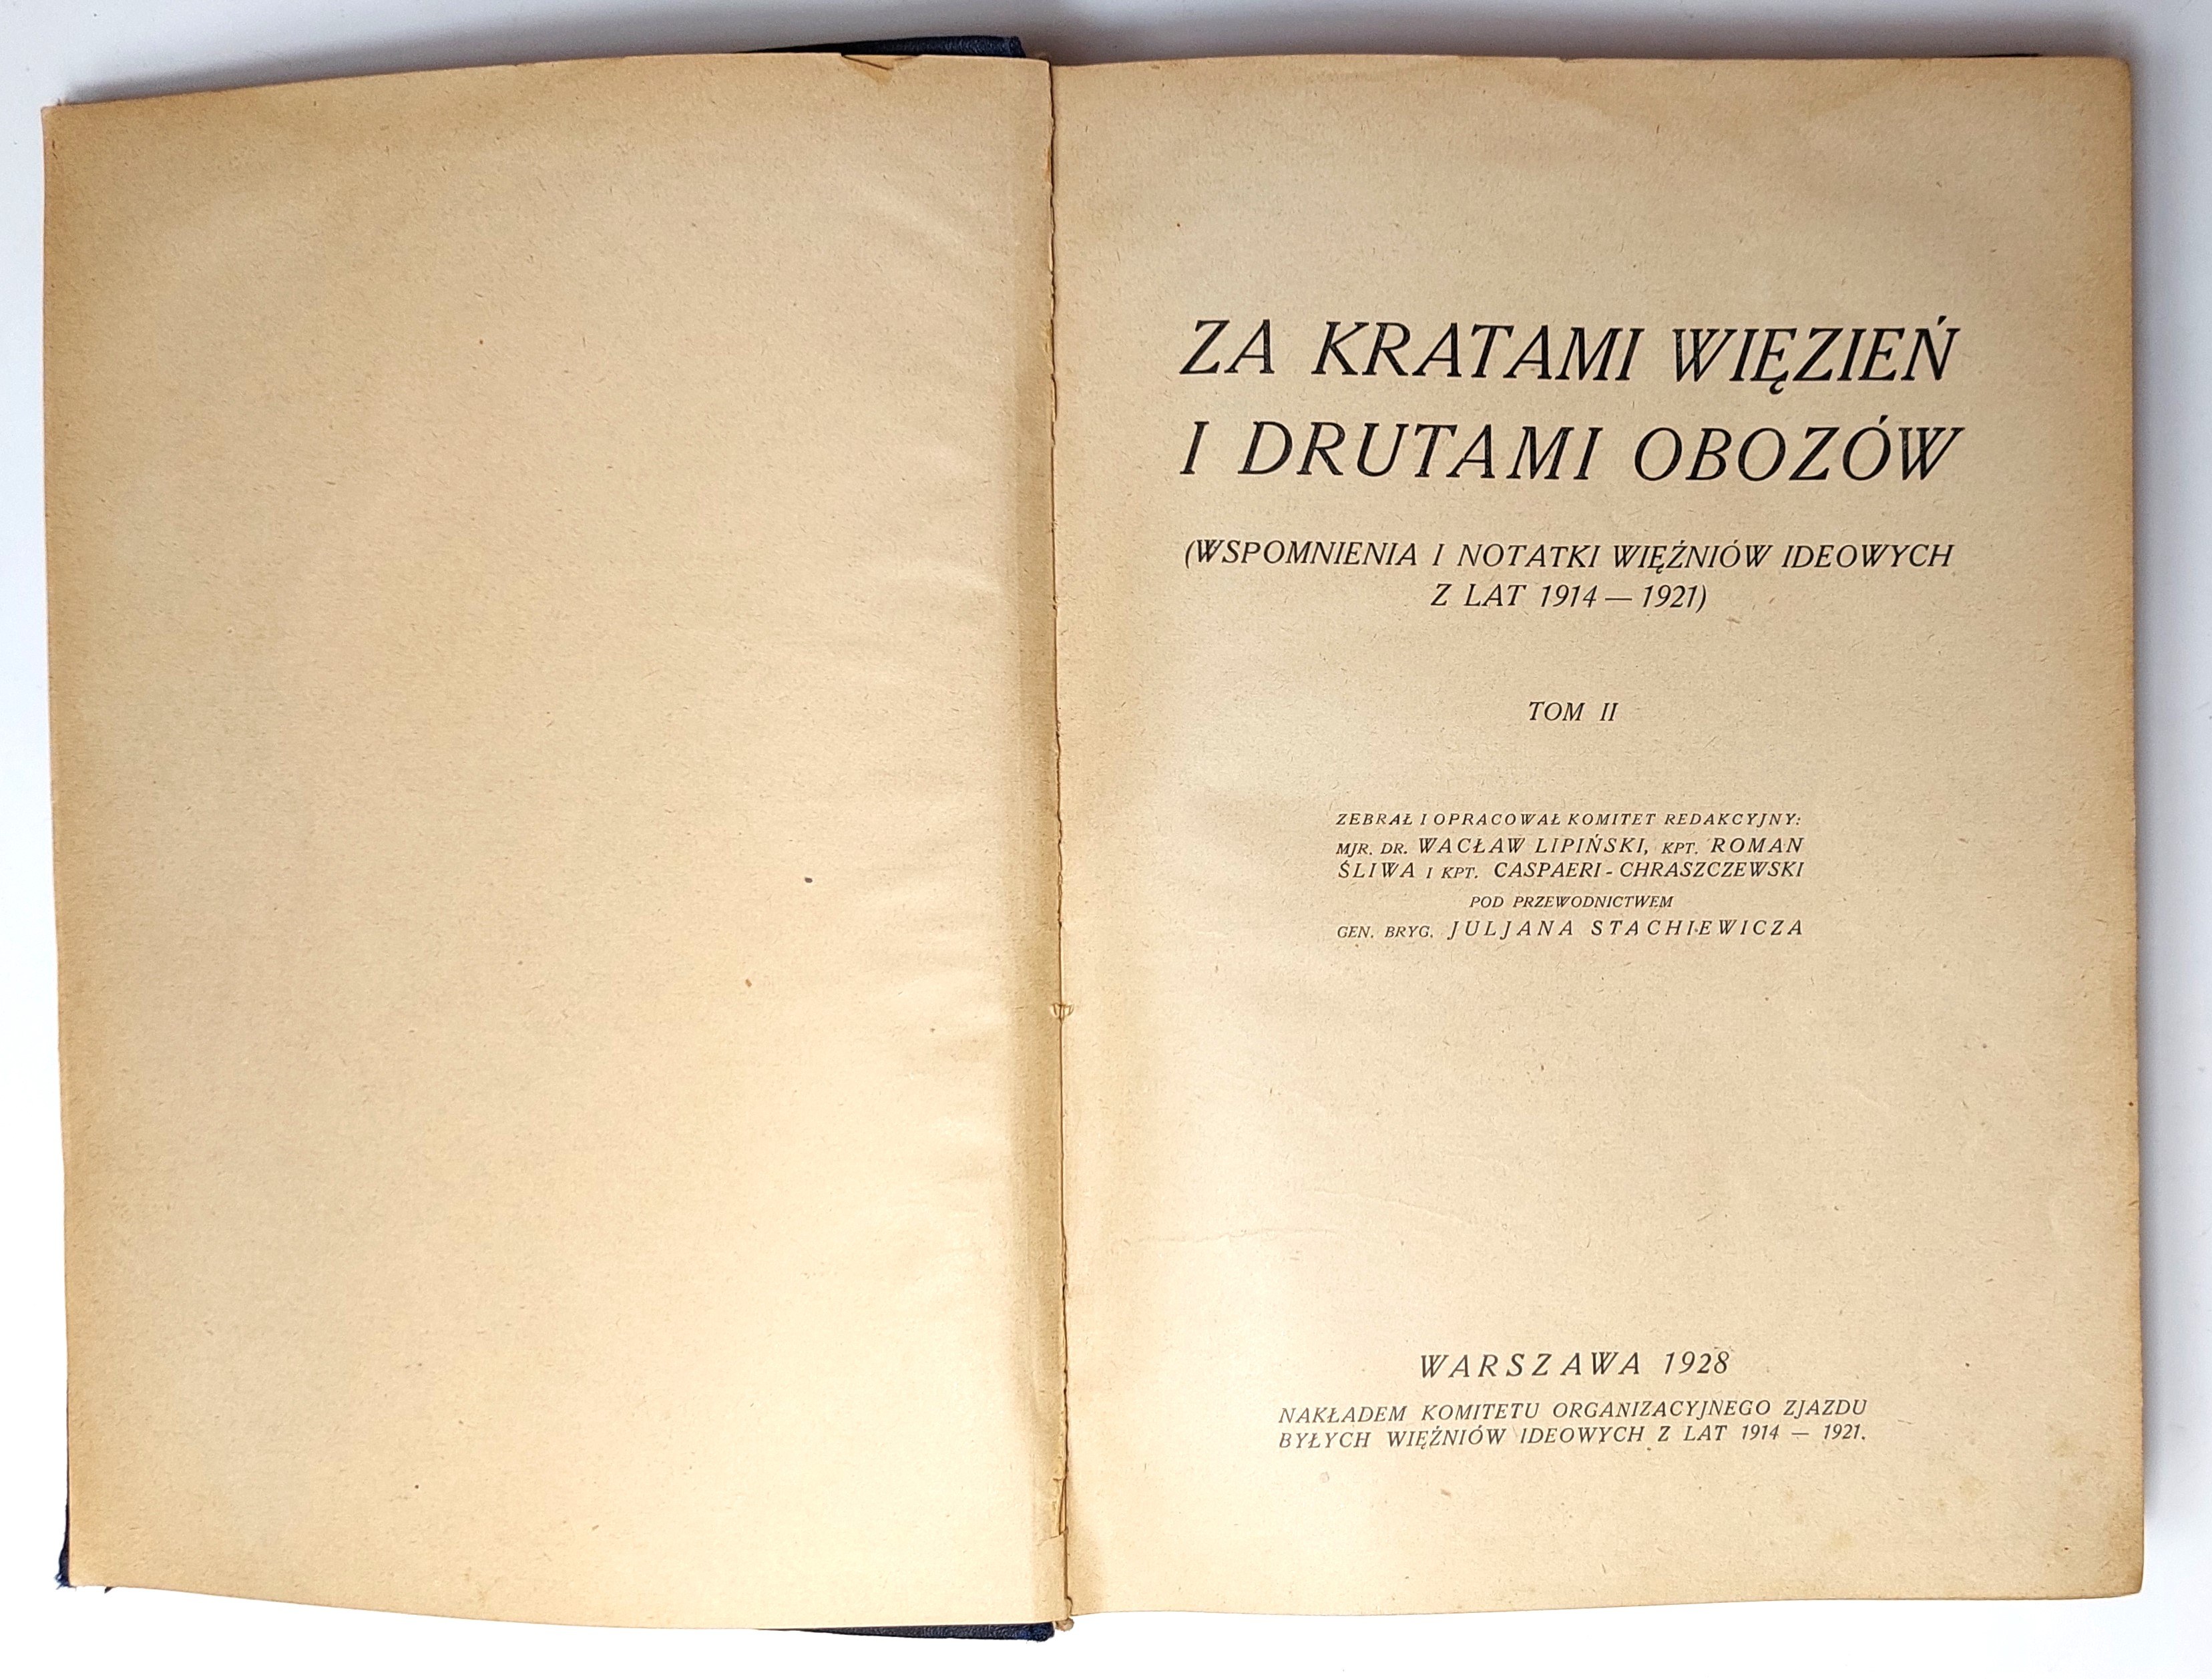 ZA KRATAMI WIĘZIEŃ
I DRUTAMI OBOZÓW
(WSPOMNIENIA I NOTATKI WIĘŹNIÓW IDEOWYCH
Z LAT 1914 — 1921)
TOM II
ZEBRAŁ I OPRACOWAŁ KOMITET REDAKCYJNY:
MJR. DR. WACŁAW LIPIŃSKI, KPT. ROMAN
ŚLIWA I KPT. CASPAERI - CHRASZCZEWSKI
POD PRZEWODNICTWEM
GEN. BRYG. JULJANA STACHIEWICZA
WARSZAWA 1928
NAKŁADEM KOMITETU ORGANIZACYJNEGO ZJAZDU
BYŁYCH WIĘŹNIÓW IDEOWYCH Z LAT 1914 — 1921.